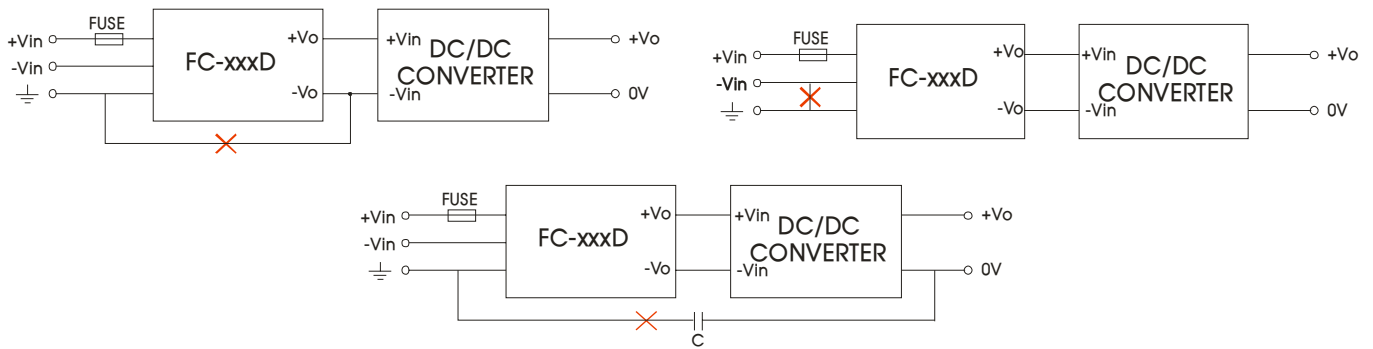 FUSE
+Vin
-Vin
FC-xxxD
+Vo
-Vo
+Vin
-Vin
DC/DC
CONVERTER
+Vo
0V
FUSE
+Vin
-Vin
FC-xxxD
+Vo
-Vo
+Vin
-Vin
DC/DC
CONVERTER
+Vo
0V
FUSE
+Vin
-Vin
FC-xxxD
+Vo
-Vo
+Vin
-Vin
DC/DC
CONVERTER
+Vo
0V
C